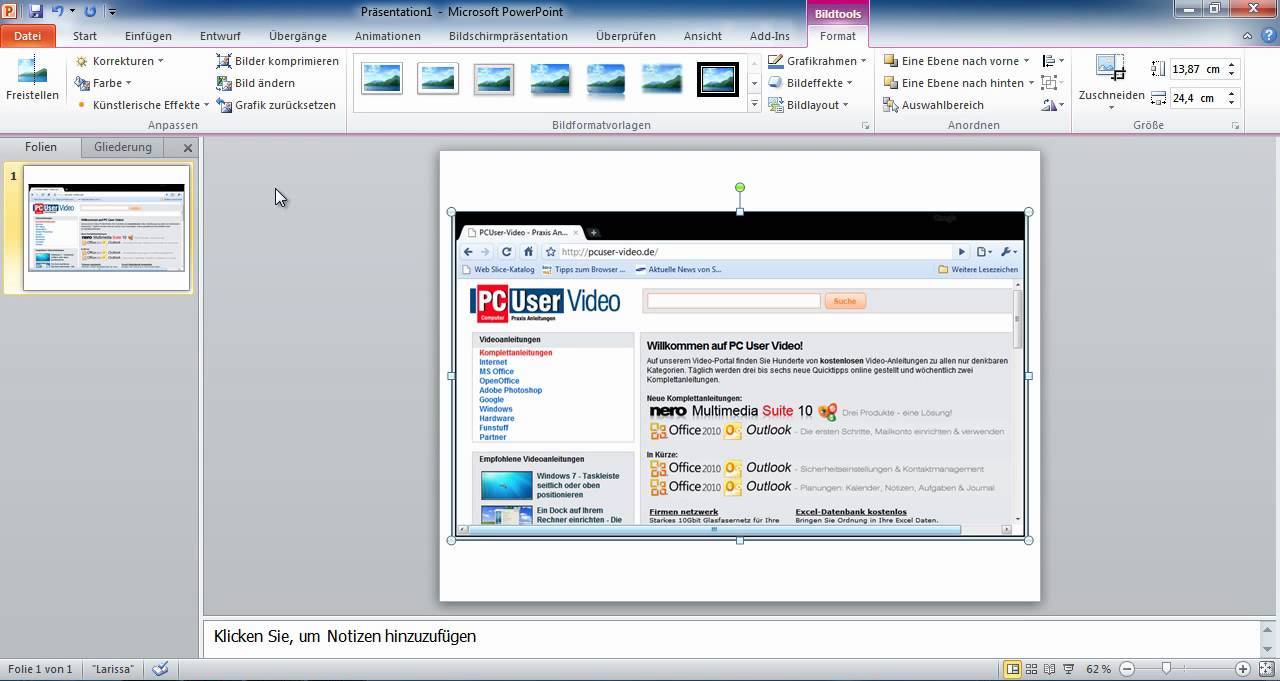 Präsentation1 - Microsoft PowerPoint
Bildtools
Datei Start Einfügen Entwurf Übergänge Animationen Bildschirmpräsentation Überprüfen Ansicht Add-Ins Format
Freistellen
Korrekturen
Farbe
Künstlerische Effekte
Bilder komprimieren
Bild ändern
Grafik zurücksetzen
Anpassen
Bildformatvorlagen
Grafikrahmen
Bildeffekte
Bildlayout
Eine Ebene nach vorne
Eine Ebene nach hinten
Auswahlbereich
Anordnen
Zuschneiden
13,87 cm
24,4 cm
Größe
Folien Gliederung
1
PCUser-Video - Praxis An...
http://pcuser-video.de/
Web Slice-Katalog Tipps zum Browser ... Aktuelle News von S... Weitere Lesezeichen
PC User Video
Computer Praxis Anleitungen
Suche
Videoanleitungen
Komplettanleitungen
Internet
MS Office
OpenOffice
Adobe Photoshop
Google
Windows
Hardware
Funstuff
Partner
Empfohlene Videoanleitungen
Windows 7 - Taskleiste
seitlich oder oben
positionieren
Ein Dock auf Ihrem
Rechner einrichten - Die
Willkommen auf PC User Video!
Auf unserem Video-Portal finden Sie Hunderte von kostenlosen Video-Anleitungen zu allen nur denkbaren
Kategorien. Täglich werden drei bis sechs neue Quicktipps online gestellt und wöchentlich zwei
Komplettanleitungen.
Neue Komplettanleitungen:
nero Multimedia Suite 10 Drei Produkte - eine Lösung!
Office 2010 Outlook - Die ersten Schritte, Mailkonto einrichten & verwenden
In Kürze:
Office 2010 Outlook - Sicherheitseinstellungen & Kontaktmanagement
Office 2010 Outlook - Planungen: Kalender, Notizen, Aufgaben & Journal
Firmen netzwerk
Starkes 10Gbit Glasfasernetz für Ihre
Excel-Datenbank kostenlos
Bringen Sie Ordnung in Ihre Excel Daten.
Klicken Sie, um Notizen hinzuzufügen
Folie 1 von 1 "Larissa" 62 %